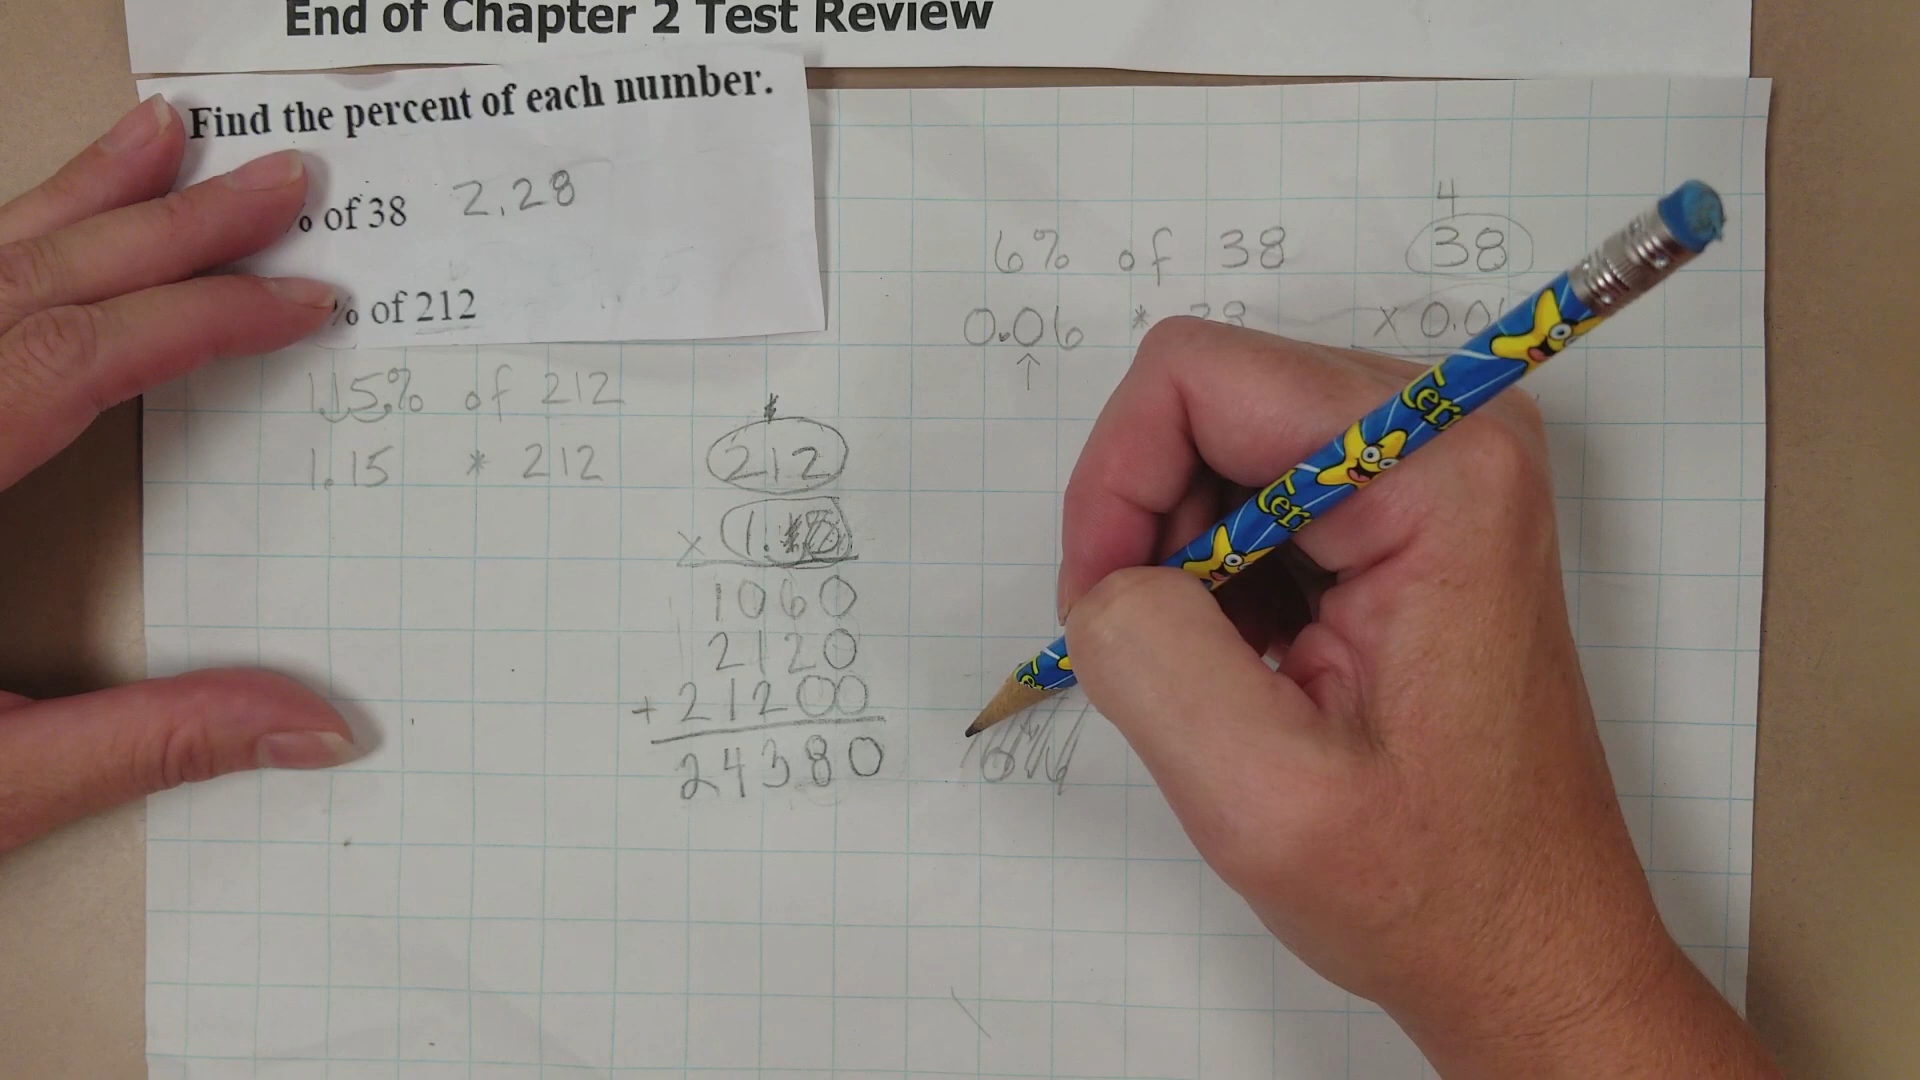 End of Chapter 2 Test Review
Find the percent of each number.
% of 38 2.28
% of 212
6% of 38
0.06 *
4
38
x 0.0
115% of 212
1.15 * 212
212
x 1.
1060
2120
+ 21200
24380